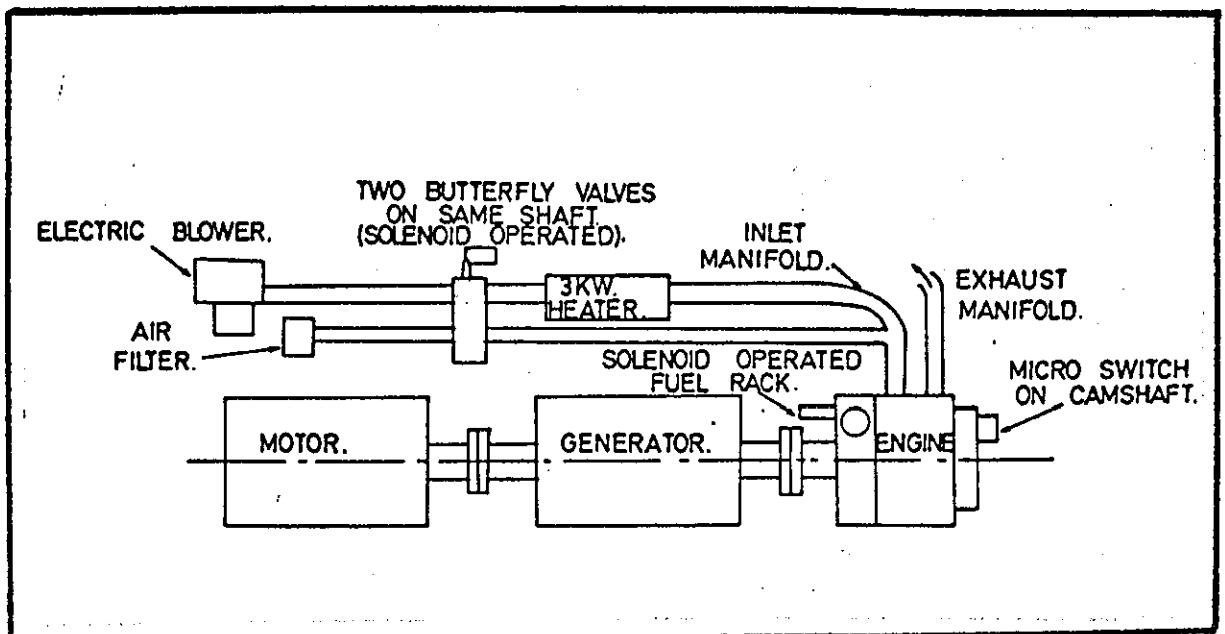 TWO BUTTERFLY VALVES
ON SAME SHAFT.
(SOLENOID OPERATED).
ELECTRIC BLOWER.
INLET
MANIFOLD.
EXHAUST
MANIFOLD.
3KW.
HEATER.
AIR
FILTER.
SOLENOID OPERATED
FUEL RACK.
MICRO SWITCH
ON CAMSHAFT.
MOTOR.
GENERATOR.
ENGINE